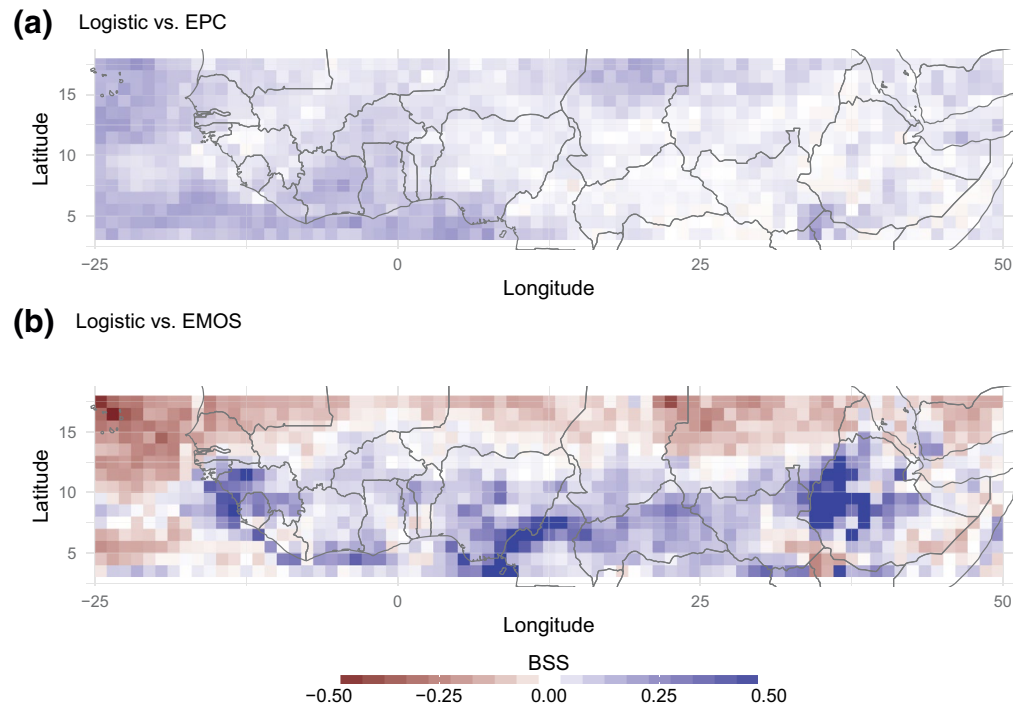 (a) Logistic vs. EPC
Latitude
15
10
5
−25 0 25 50
Longitude
(b) Logistic vs. EMOS
Latitude
15
10
5
−25 0 25 50
Longitude
BSS
−0.50 −0.25 0.00 0.25 0.50